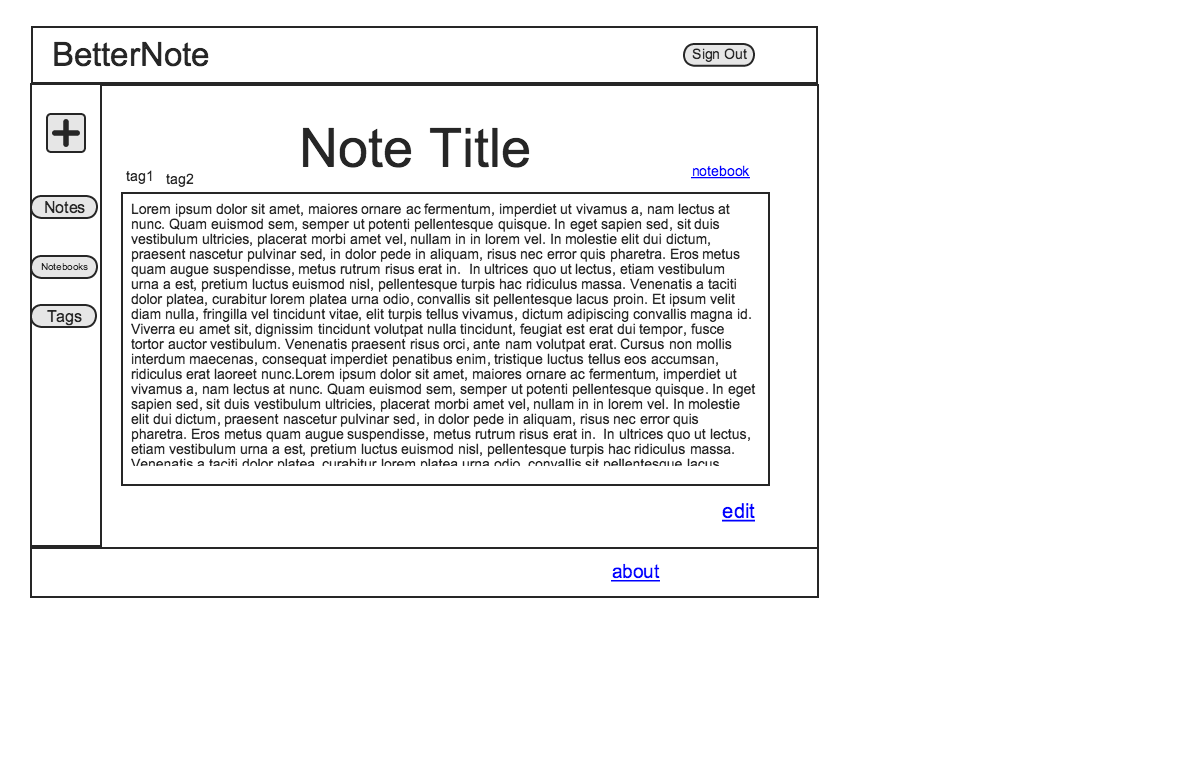 BetterNote
Sign Out
Note Title
tag1 tag2
notebook
Notes
Notebooks
Tags
Lorem ipsum dolor sit amet, maiores ornare ac fermentum, imperdiet ut vivamus a, nam lectus at
nunc. Quam euismod sem, semper ut potenti pellentesque quisque. In eget sapien sed, sit duis
vestibulum ultricies, placerat morbi amet vel, nullam in in lorem vel. In molestie elit dui dictum,
praesent nascetur pulvinar sed, in dolor pede in aliquam, risus nec error quis pharetra. Eros metus
quam augue suspendisse, metus rutrum risus erat in.  In ultrices quo ut lectus, etiam vestibulum
urna a est, pretium luctus euismod nisl, pellentesque turpis hac ridiculus massa. Venenatis a taciti
dolor platea, curabitur lorem platea urna odio, convallis sit pellentesque lacus proin. Et ipsum velit
diam nulla, fringilla vel tincidunt vitae, elit turpis tellus vivamus, dictum adipiscing convallis magna id.
Viverra eu amet sit, dignissim tincidunt volutpat nulla tincidunt, feugiat est erat dui tempor, fusce
tortor auctor vestibulum. Venenatis praesent risus orci, ante nam volutpat erat. Cursus non mollis
interdum maecenas, consequat imperdiet penatibus enim, tristique luctus tellus eos accumsan,
ridiculus erat laoreet nunc.Lorem ipsum dolor sit amet, maiores ornare ac fermentum, imperdiet ut
vivamus a, nam lectus at nunc. Quam euismod sem, semper ut potenti pellentesque quisque. In eget
sapien sed, sit duis vestibulum ultricies, placerat morbi amet vel, nullam in in lorem vel. In molestie
elit dui dictum, praesent nascetur pulvinar sed, in dolor pede in aliquam, risus nec error quis
pharetra. Eros metus quam augue suspendisse, metus rutrum risus erat in.  In ultrices quo ut lectus,
etiam vestibulum urna a est, pretium luctus euismod nisl, pellentesque turpis hac ridiculus massa.
Venenatis a taciti dolor platea, curabitur lorem platea urna odio, convallis sit pellentesque lacus
edit
about